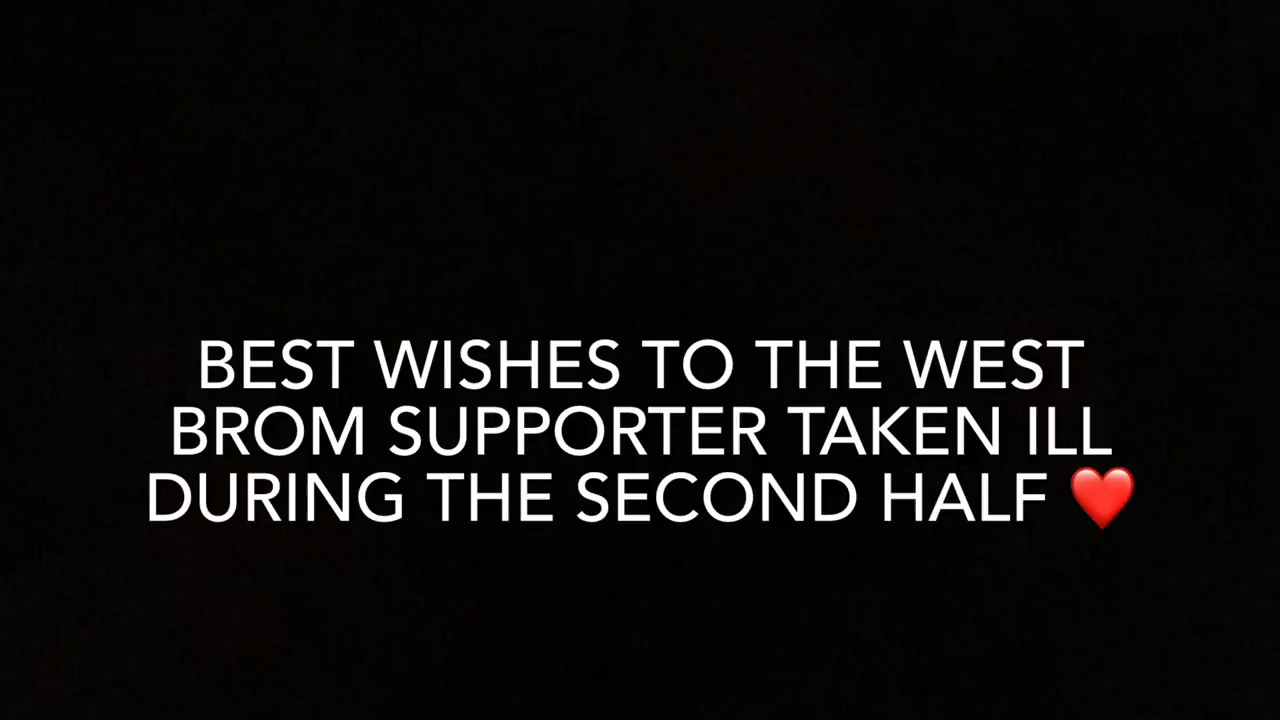 BEST WISHES TO THE WEST
BROM SUPPORTER TAKEN ILL
DURING THE SECOND HALF ❤️